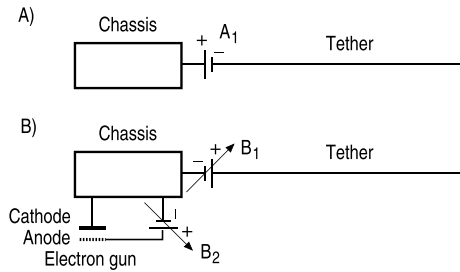 A)
Chassis
+ A1
− Tether
B)
Chassis
− + B1
Tether
Cathode
Anode
− +
B2
Electron gun